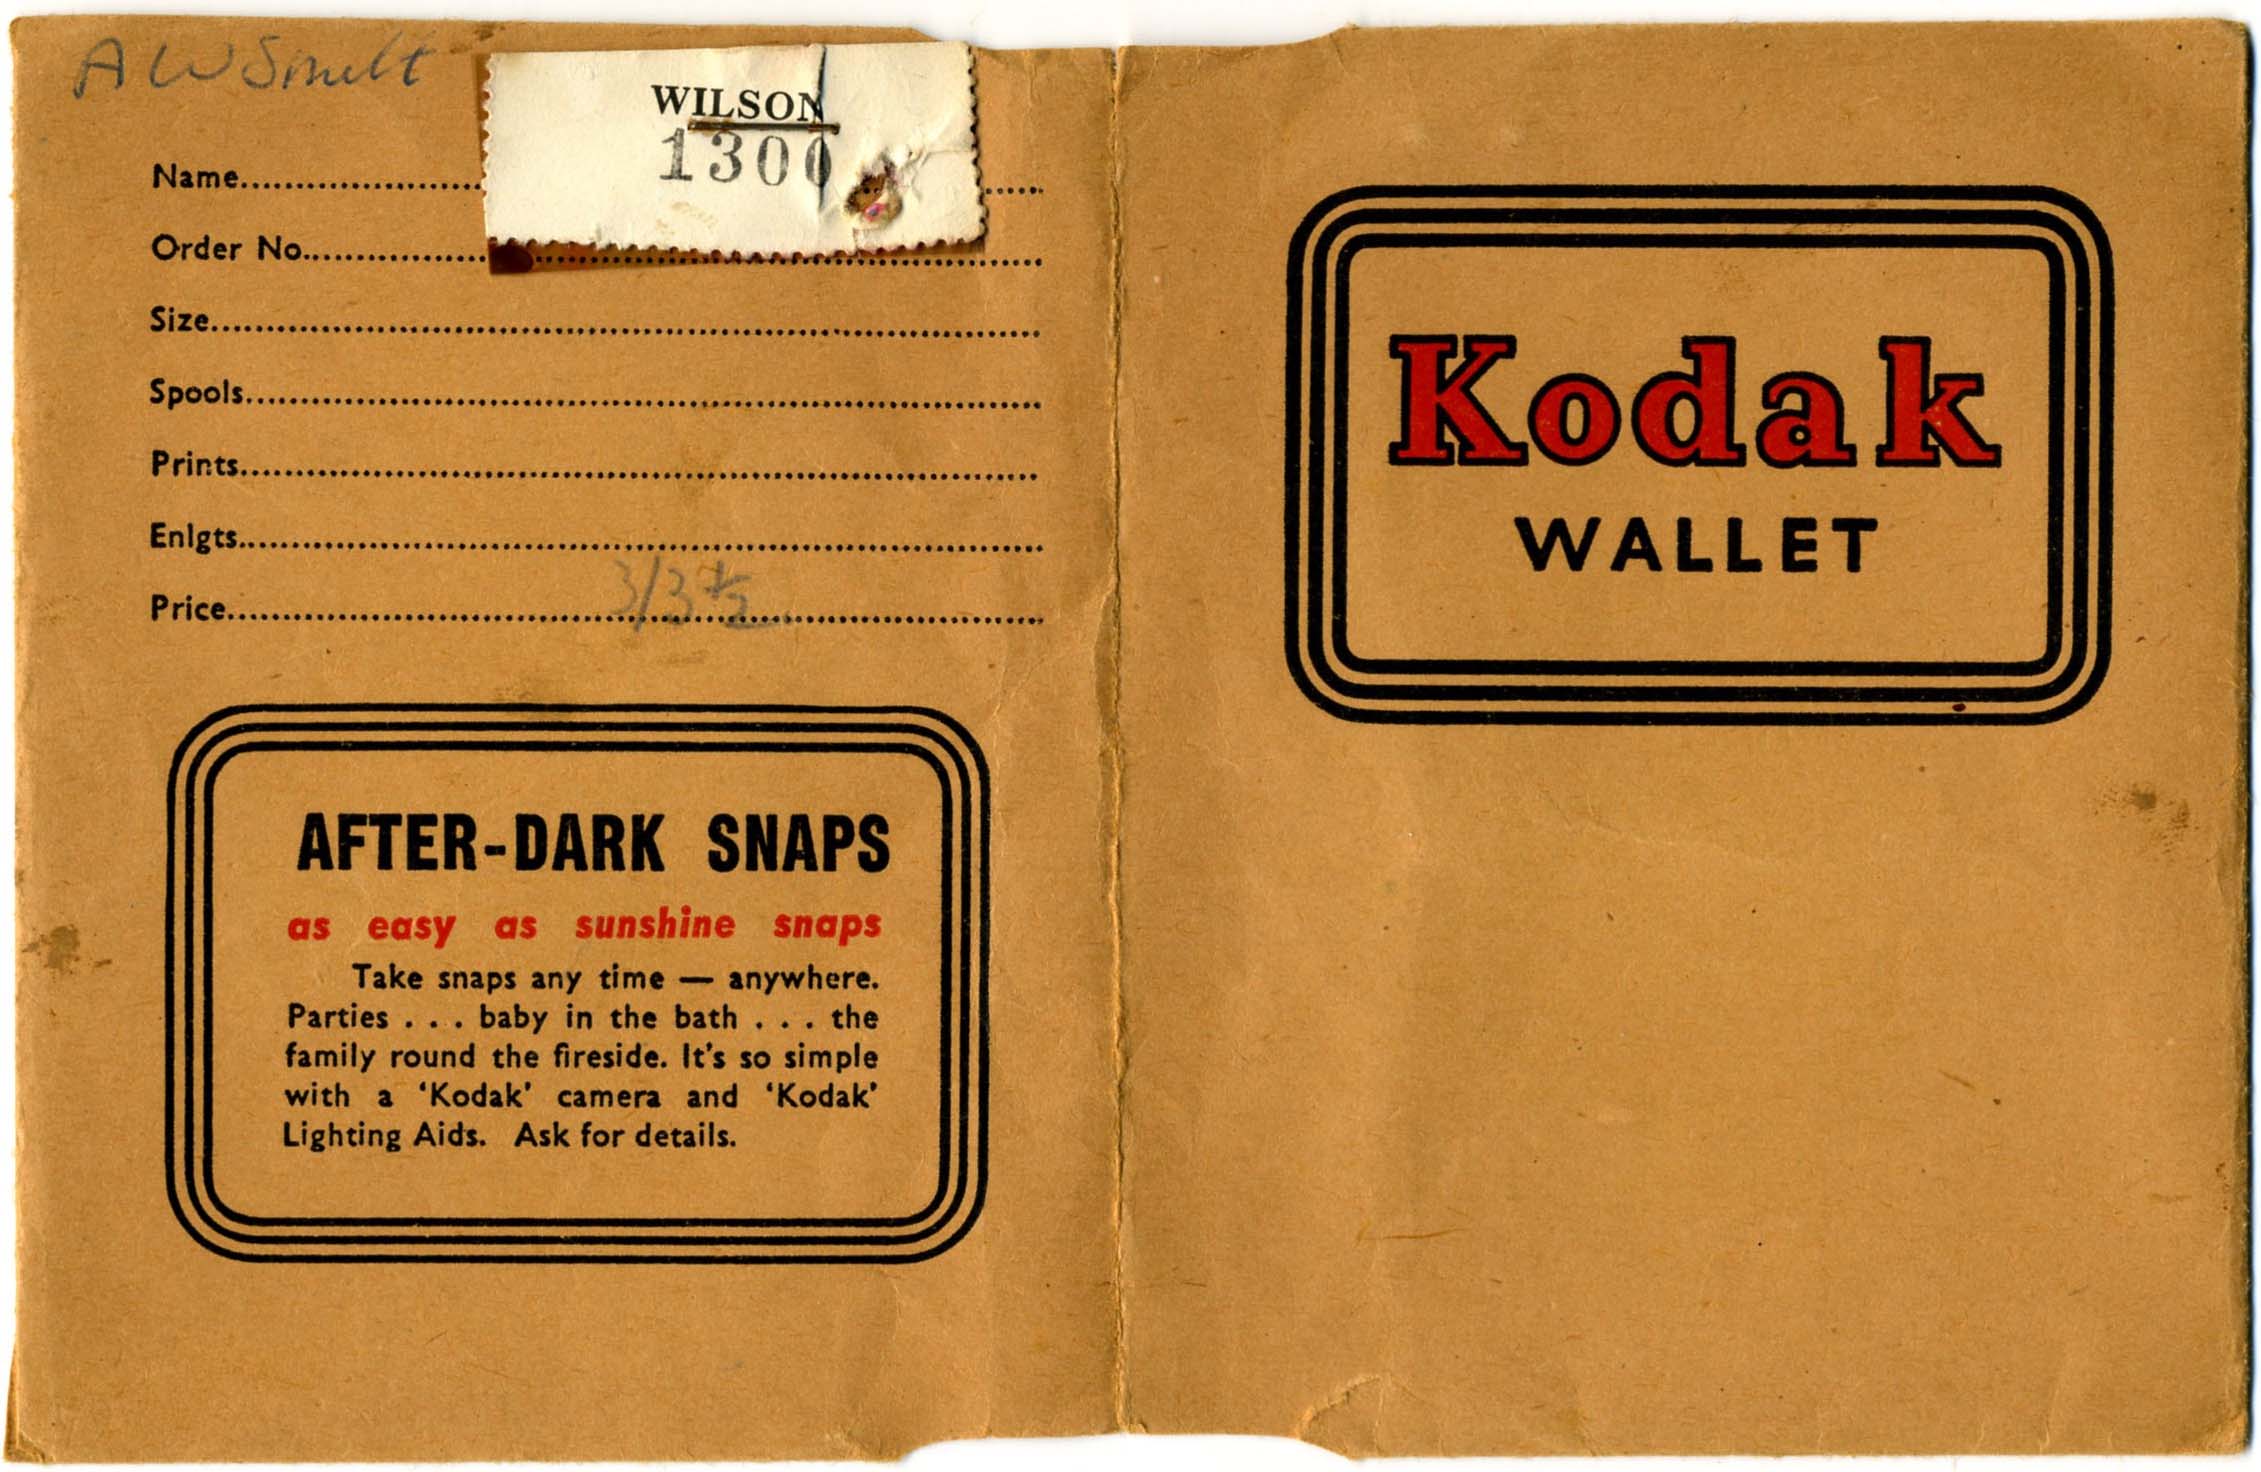 A W Smelt
WILSON
1300
Name
Order No.
Size
Spools
Prints
Enlgts.
Price 3/3½
AFTER-DARK SNAPS
as easy as sunshine snaps
Take snaps any time — anywhere.
Parties . . . baby in the bath . . . the
family round the fireside. It's so simple
with a ‘Kodak’ camera and ‘Kodak’
Lighting Aids. Ask for details.
Kodak
WALLET